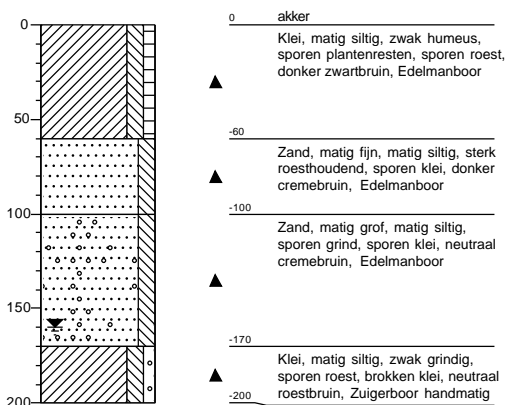 0
50
100
150
200
0 akker
Klei, matig siltig, zwak humeus,
sporen plantenresten, sporen roest,
donker zwartbruin, Edelmanboor
-60
Zand, matig fijn, matig siltig, sterk
roesthoudend, sporen klei, donker
cremebruin, Edelmanboor
-100
Zand, matig grof, matig siltig,
sporen grind, sporen klei, neutraal
cremebruin, Edelmanboor
-170
Klei, matig siltig, zwak grindig,
sporen roest, brokken klei, neutraal
roestbruin, Zuigerboor handmatig
-200